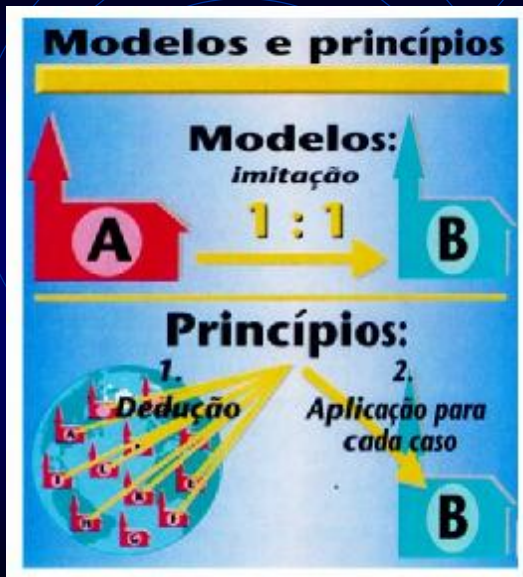 Modelos e princípios
Modelos:
imitação
1 : 1
A
B
Princípios:
1.
Dedução
2.
Aplicação para
cada caso
A
I
L
K
E
H
F
G
B